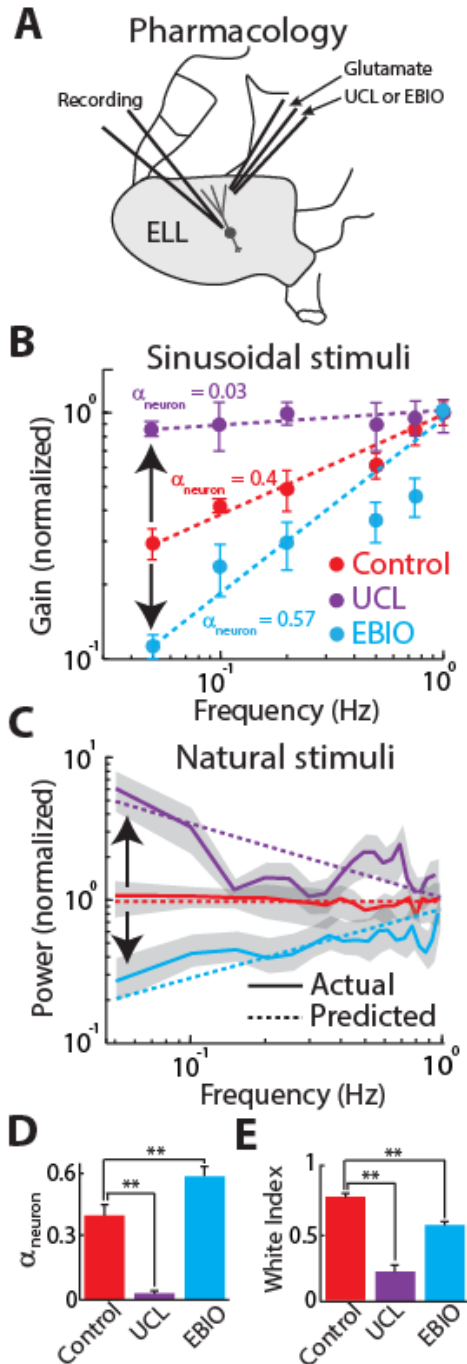 A
Pharmacology
Glutamate
UCL or EBIO
Recording
ELL
B
Sinusoidal stimuli
10⁰
αneuron = 0.03
αneuron = 0.4
αneuron = 0.57
Control
UCL
EBIO
Gain (normalized)
10⁻¹
10⁻¹
10⁰
Frequency (Hz)
C
Natural stimuli
10¹
10⁰
10⁻¹
Power (normalized)
Actual
Predicted
10⁻¹
10⁰
Frequency (Hz)
D
**
**
0.6
0.3
0
αneuron
Control
UCL
EBIO
E
**
**
1
0.5
0
White Index
Control
UCL
EBIO